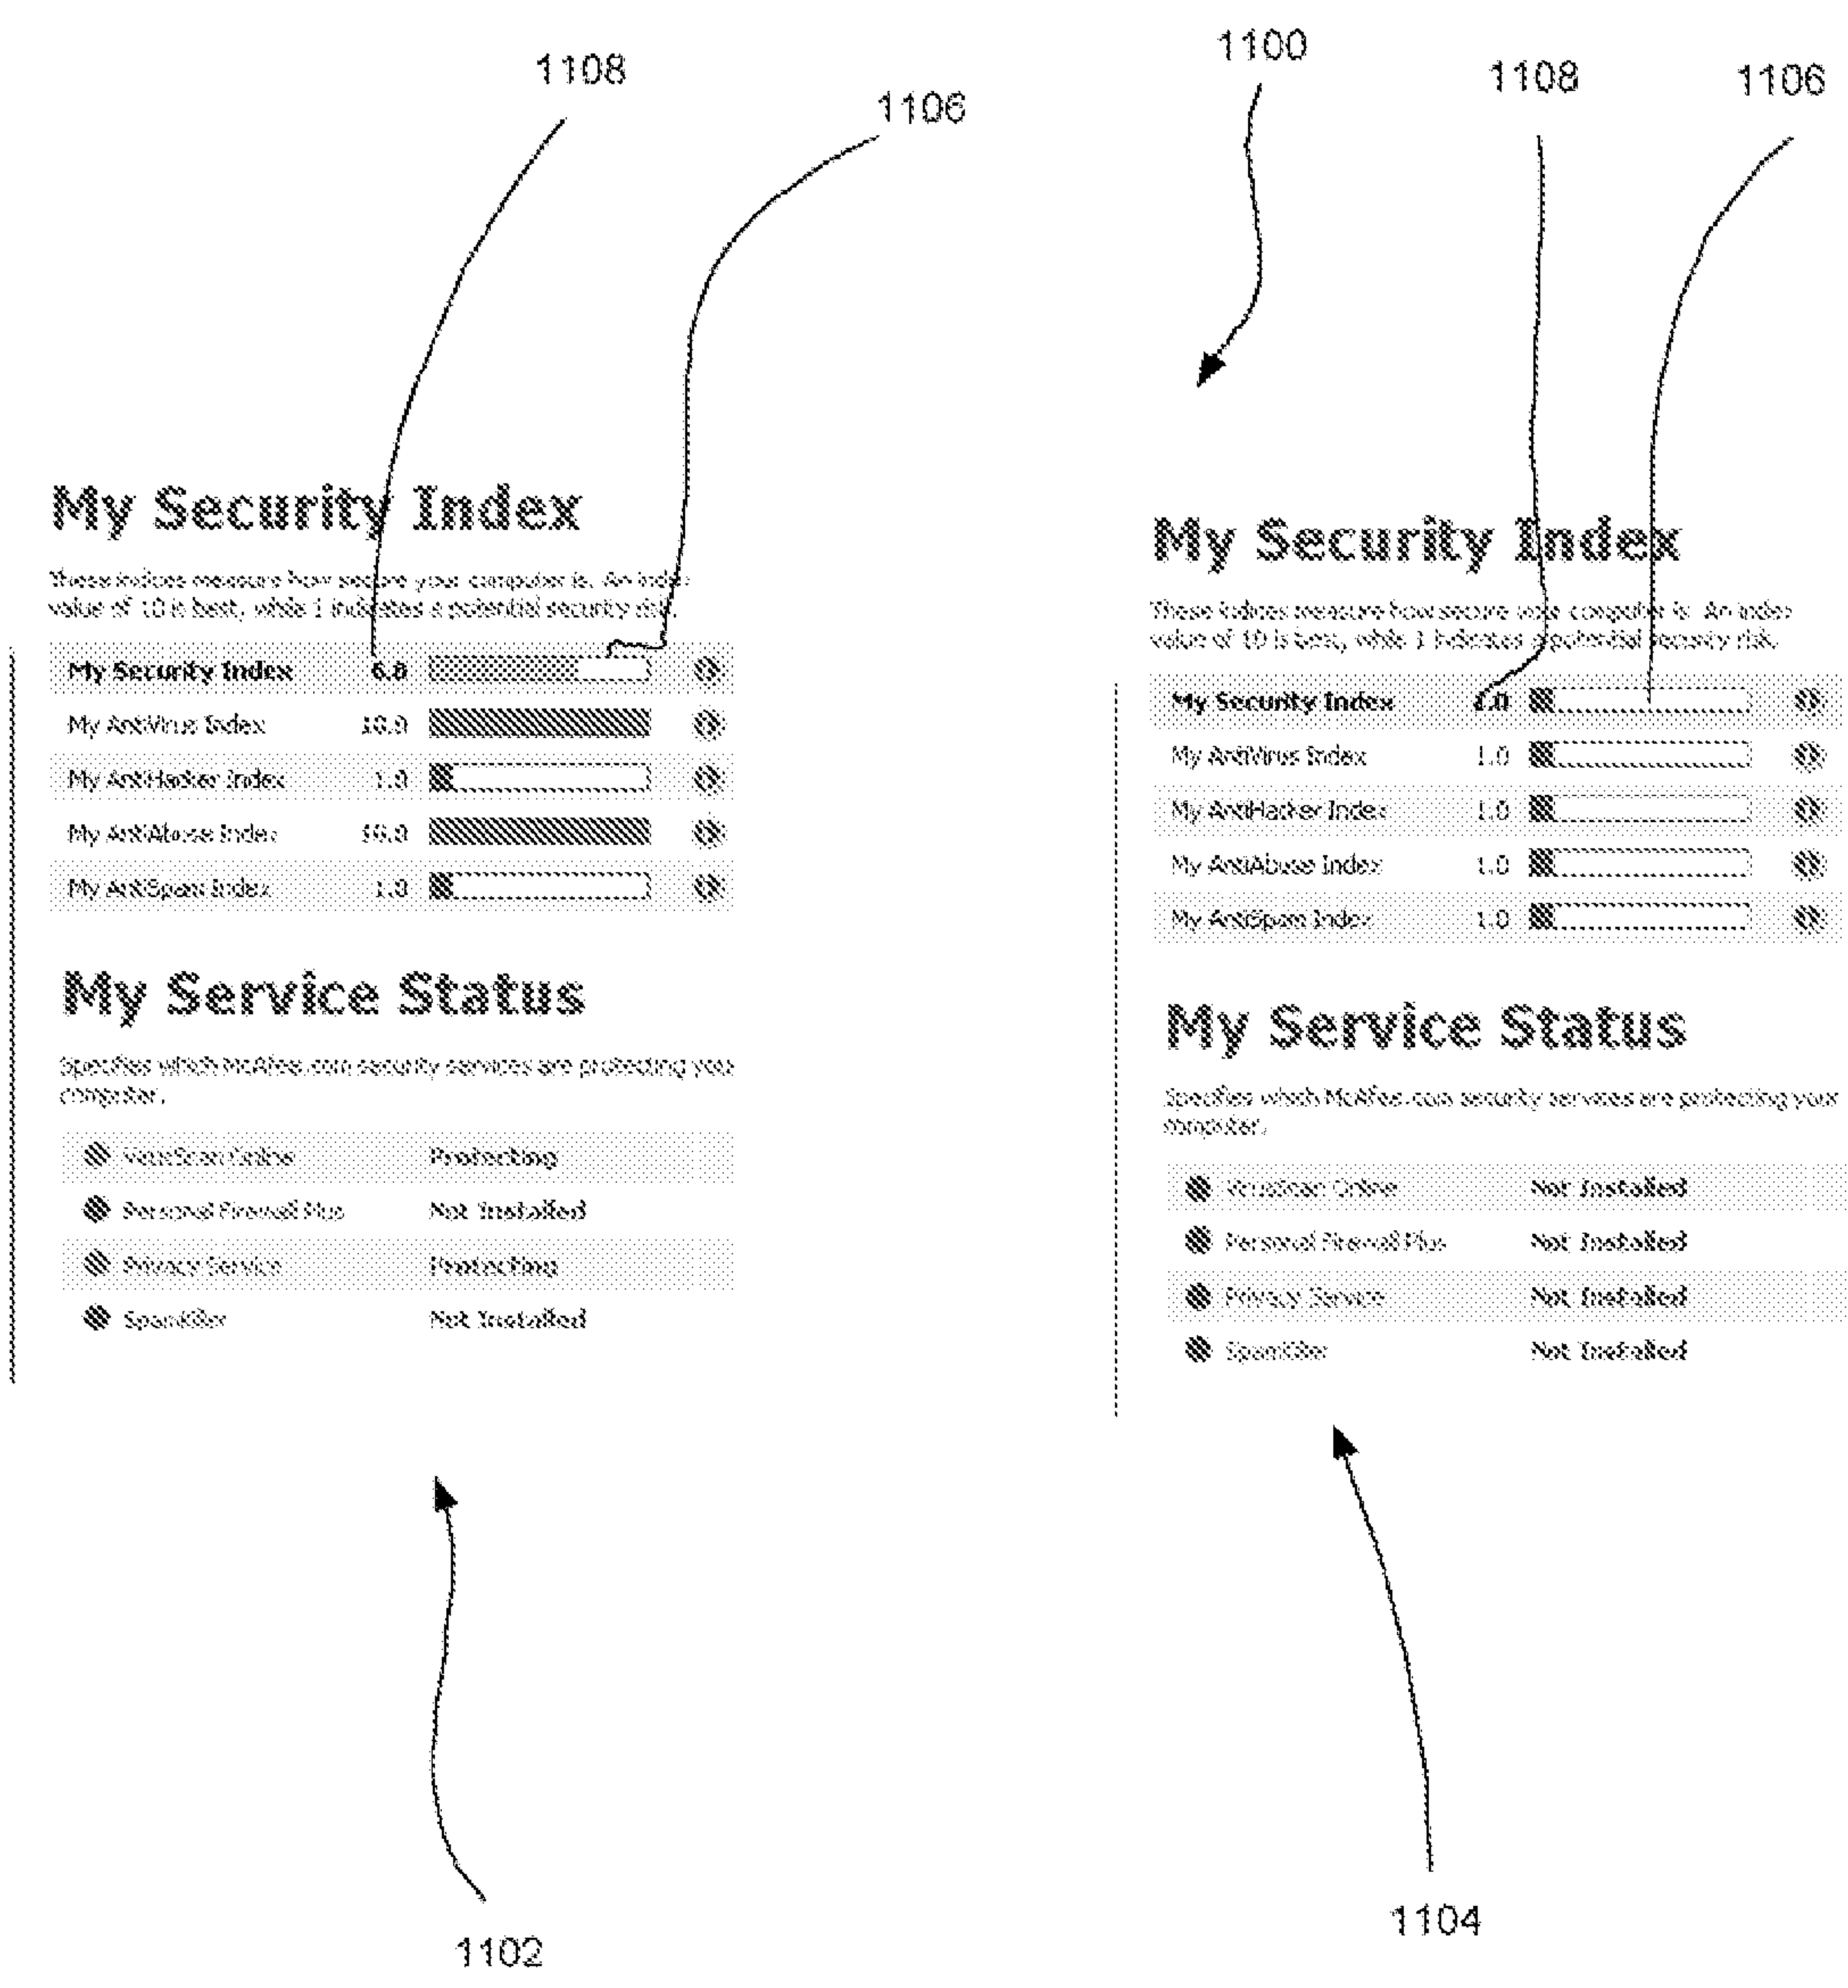 1108
1106
My Security Index
These indices measure how secure your computer is. An index
value of 10 is best, while 1 indicates a potential security risk.
My Security Index
My AntiVirus Index 10.0
My AntiHacker Index 1.0
My AntiAbuse Index 10.0
My AntiSpam Index 1.0
My Service Status
Specifies which McAfee.com security services are protecting your
computer.
VirusScan Online Protecting
Personal Firewall Plus Not Installed
Privacy Service Protecting
SpamKiller Not Installed
1102
1100
1108
1106
My Security Index
These indices measure how secure your computer is. An index
value of 10 is best, while 1 indicates a potential security risk.
My Security Index 1.0
My AntiVirus Index 1.0
My AntiHacker Index 1.0
My AntiAbuse Index 1.0
My AntiSpam Index 1.0
My Service Status
Specifies which McAfee.com security services are protecting your
computer.
VirusScan Online Not Installed
Personal Firewall Plus Not Installed
Privacy Service Not Installed
SpamKiller Not Installed
1104